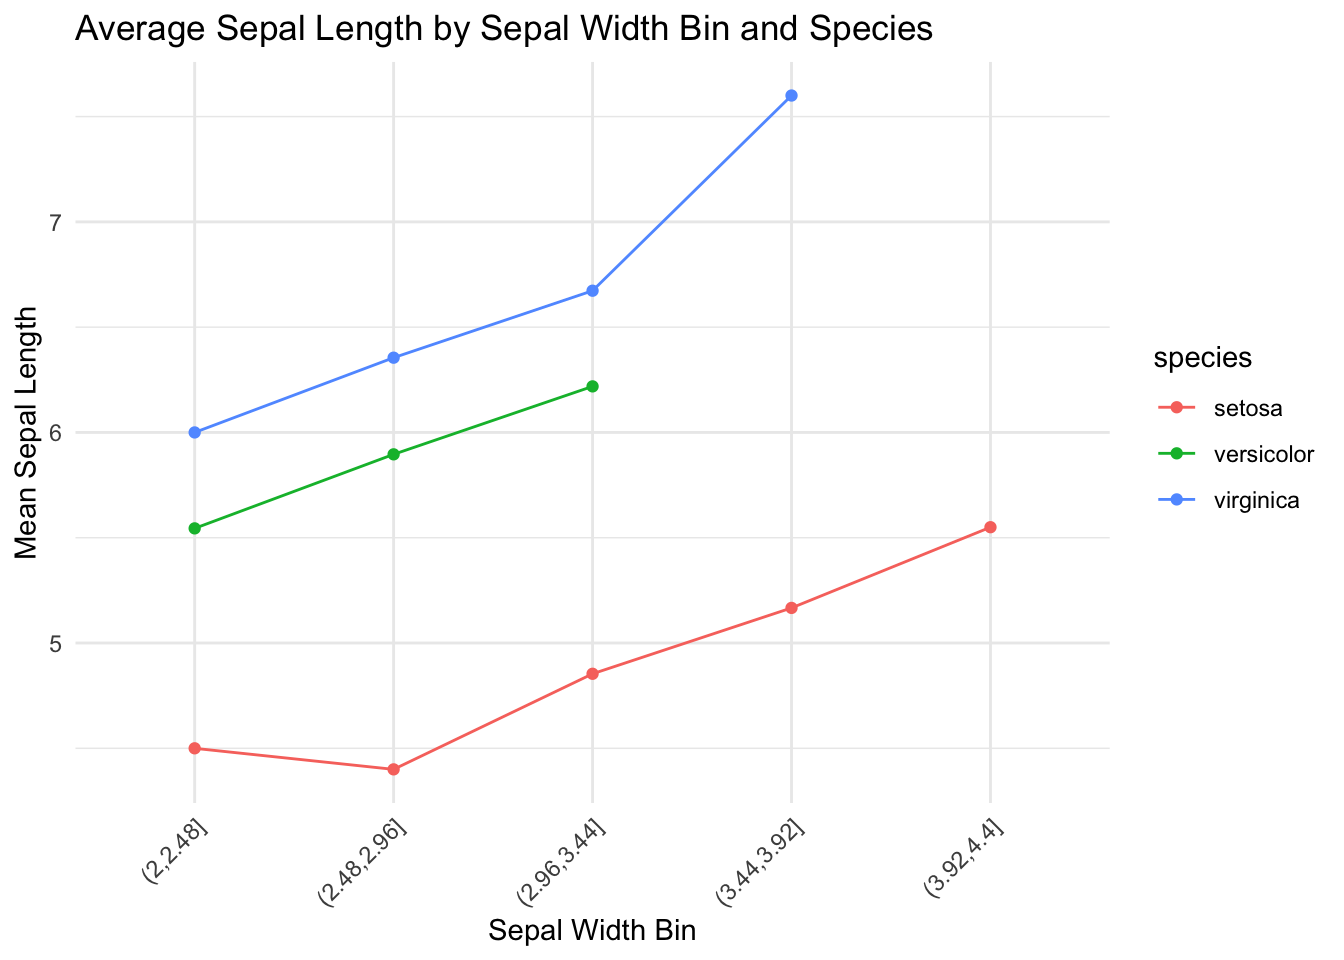 Average Sepal Length by Sepal Width Bin and Species
Mean Sepal Length
7
6
5
(2,2.48]
(2.48,2.96]
(2.96,3.44]
(3.44,3.92]
(3.92,4.4]
Sepal Width Bin
species
setosa
versicolor
virginica